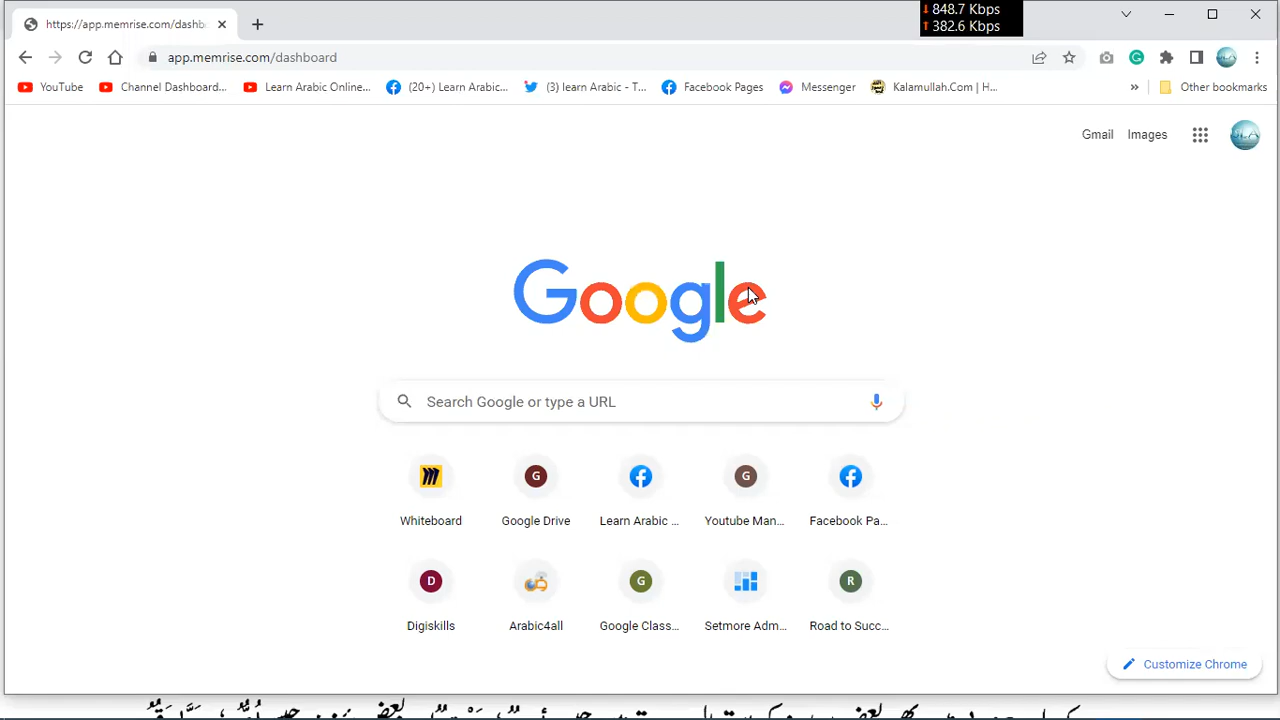 https://app.memrise.com/dashb
848.7 Kbps
382.6 Kbps
app.memrise.com/dashboard
YouTube
Channel Dashboard...
Learn Arabic Online...
(20+) Learn Arabic...
(3) learn Arabic - T...
Facebook Pages
Messenger
Kalamullah.Com | H...
»
Other bookmarks
Gmail
Images
Google
Search Google or type a URL
Whiteboard
G
Google Drive
Learn Arabic ...
G
Youtube Man...
Facebook Pa...
D
Digiskills
Arabic4all
G
Google Class...
Setmore Adm...
R
Road to Succ...
Customize Chrome